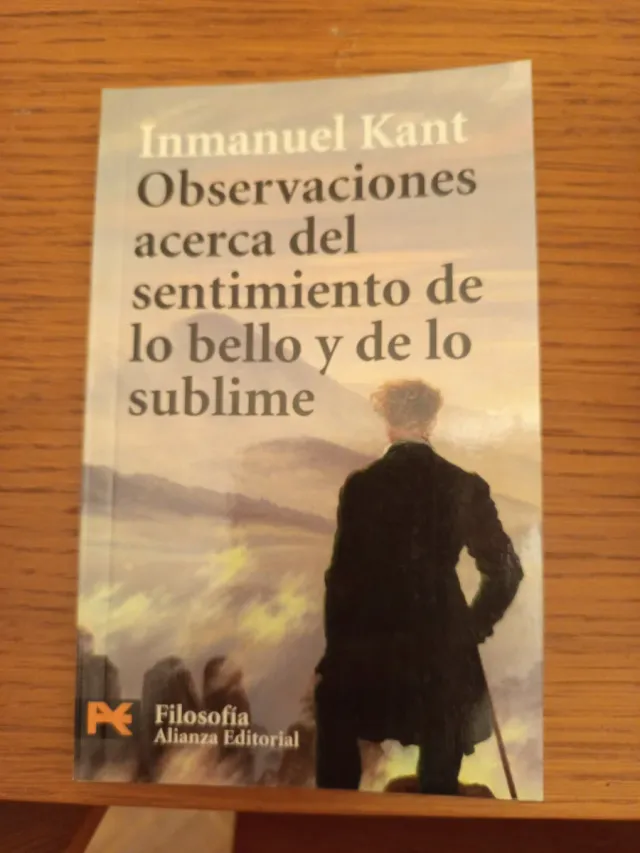 Inmanuel Kant
Observaciones
acerca del
sentimiento de
lo bello y de lo
sublime
Filosofía
Alianza Editorial